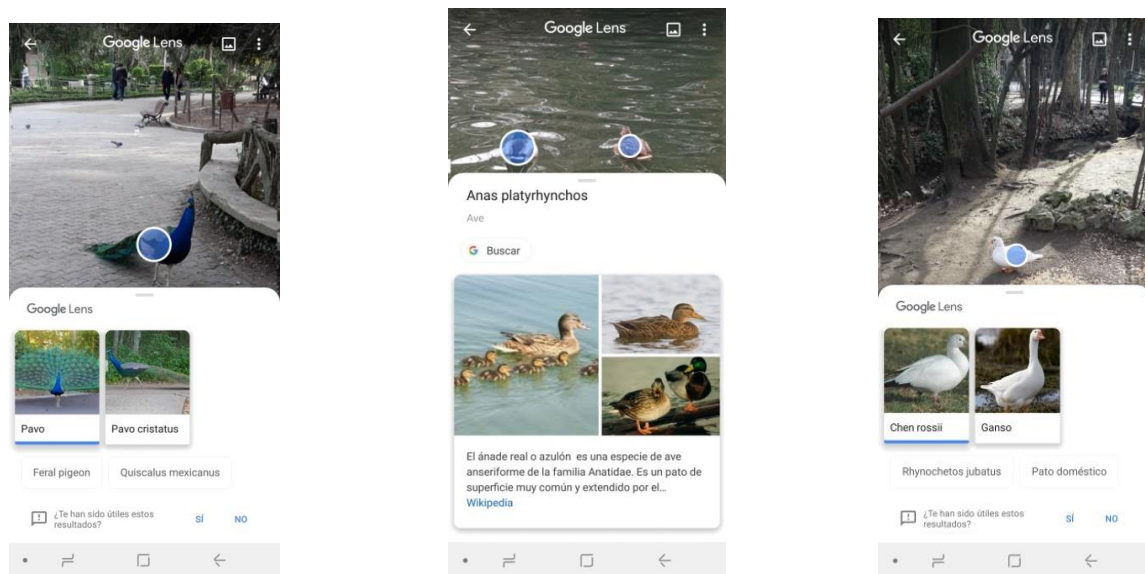 Google Lens
Google Lens
Pavo
Pavo cristatus
Feral pigeon
Quiscalus mexicanus
¿Te han sido útiles estos
resultados?
SÍ
NO
Google Lens
Anas platyrhynchos
Ave
G Buscar
El ánade real o azulón es una especie de ave
anseriforme de la familia Anatidae. Es un pato de
superficie muy común y extendido por el...
Wikipedia
Google Lens
Google Lens
Chen rossii
Ganso
Rhynochetos jubatus
Pato doméstico
¿Te han sido útiles estos
resultados?
SÍ
NO